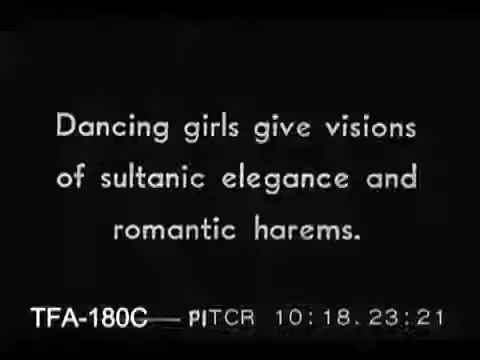 Dancing girls give visions
of sultanic elegance and
romantic harems.
TFA-180C— PITCR 10:18.23:21